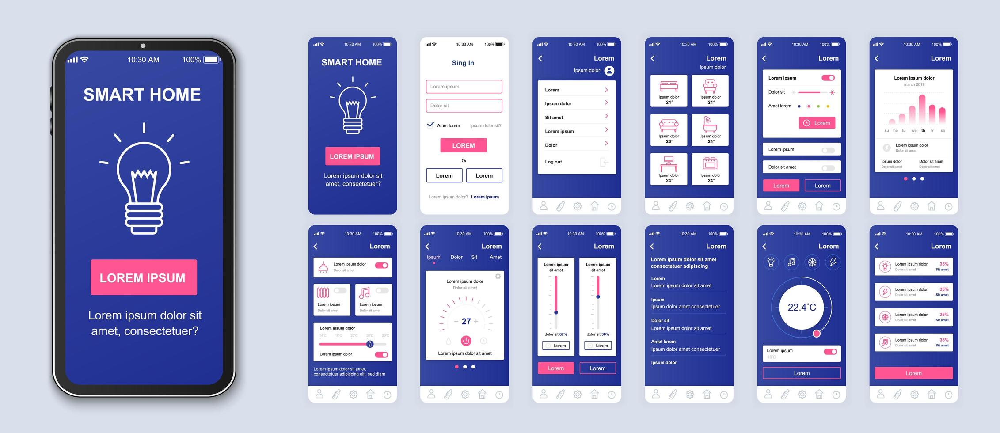 10:30 AM 100%
SMART HOME
LOREM IPSUM
Lorem ipsum dolor sit
amet, consectetuer?
10:30 AM 100%
SMART HOME
LOREM IPSUM
Lorem ipsum dolor sit
amet, consectetuer?
10:30 AM 100%
Sing In
Lorem ipsum
Dolor sit
Amet lorem Ipsum dolor sit?
LOREM
Or
Lorem Lorem
Lorem ipsum dolor? Lorem ipsum
10:30 AM 100%
Lorem
Ipsum dolor
Lorem
Ipsum dolor
Sit amet
Lorem ipsum
Dolor
Log out
10:30 AM 100%
Lorem
Ipsum dolor
Ipsum dolor Ipsum dolor
24° 24°
Ipsum dolor Ipsum dolor
23° 24°
Ipsum dolor Ipsum dolor
24° 24°
10:30 AM 100%
Lorem
Lorem ipsum
Dolor sit
Amet lorem
Lorem
Lorem ipsum
Dolor sit amet
Lorem Lorem
10:30 AM 100%
Lorem
Lorem ipsum dolor
march 2019
su mo tu we th fr sa
Lorem ipsum dolor
Dolor sit amet
Ipsum dolor Dolor sit amet
Dolor sit amet Dolor sit amet
10:30 AM 100%
Lorem
Lorem ipsum dolor
Dolor sit amet
Lorem ipsum Lorem ipsum
Dolor sit amet Dolor sit amet
Lorem ipsum dolor
14°C 18°C 22°C 26°C 30°C
Lorem ipsum dolor
Lorem ipsum dolor sit amet,
consectetuer adipiscing elit, sed diam
10:30 AM 100%
Lorem
Ipsum Dolor Sit Amet
Lorem ipsum dolor
Dolor sit amet
− 27 +
Lorem ipsum dolor sit amet
10:30 AM 100%
Lorem
Lorem ipsum Lorem ipsum
sit amet sit amet
dolor sit 67% dolor sit 36%
Lorem Lorem
Lorem Lorem
10:30 AM 100%
Lorem
Lorem ipsum dolor sit amet
consectetuer adipiscing
Lorem
Lorem ipsum dolor sit amet
Ipsum
Ipsum dolor amet consectetuer
Dolor sit
Lorem ipsum dolor sit amet
Amet lorem
Ipsum dolor amet consectetuer
Ipsum dolor
10:30 AM 100%
Lorem
22.4°C
Lorem ipsum
18°C
Lorem
10:30 AM 100%
Lorem
Lorem ipsum dolor 35%
Dolor sit amet Sit amet
Lorem ipsum dolor 35%
Dolor sit amet Sit amet
Lorem ipsum dolor 35%
Dolor sit amet Sit amet
Lorem ipsum dolor 35%
Dolor sit amet Sit amet
Lorem